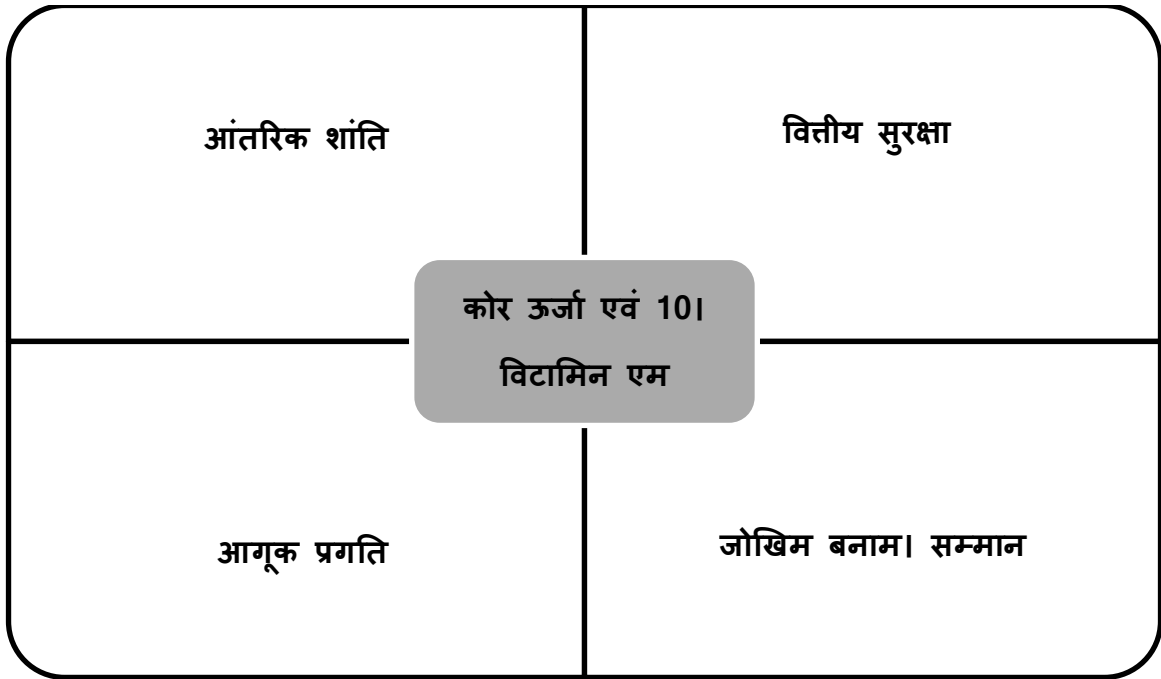 आंतरिक शांति
वित्तीय सुरक्षा
कोर ऊर्जा एवं 10।
विटामिन एम
आगूक प्रगति
जोखिम बनाम। सम्मान